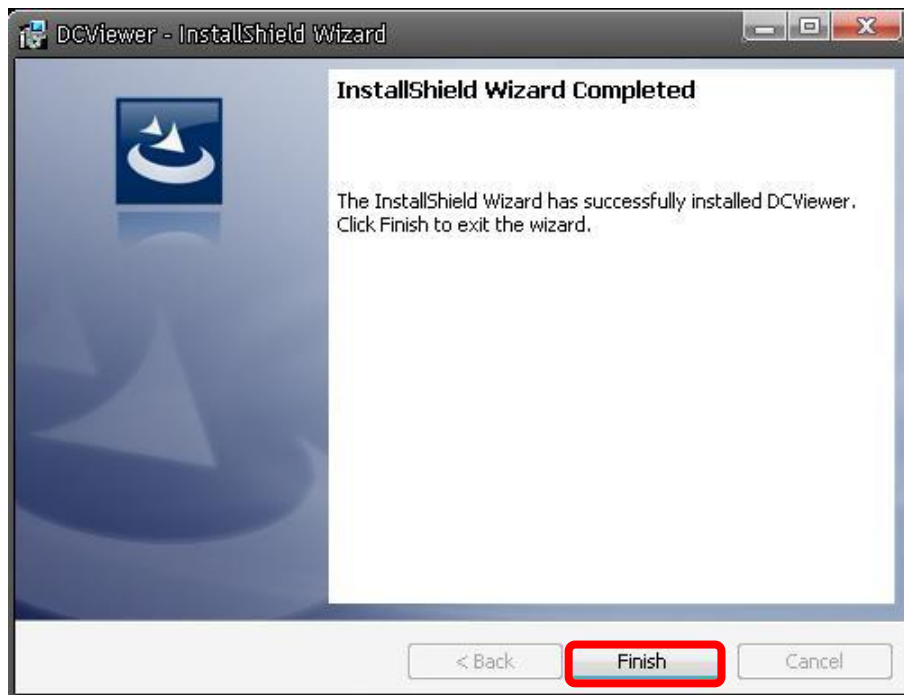 DCViewer - InstallShield Wizard
InstallShield Wizard Completed
The InstallShield Wizard has successfully installed DCViewer.
Click Finish to exit the wizard.
< Back
Finish
Cancel